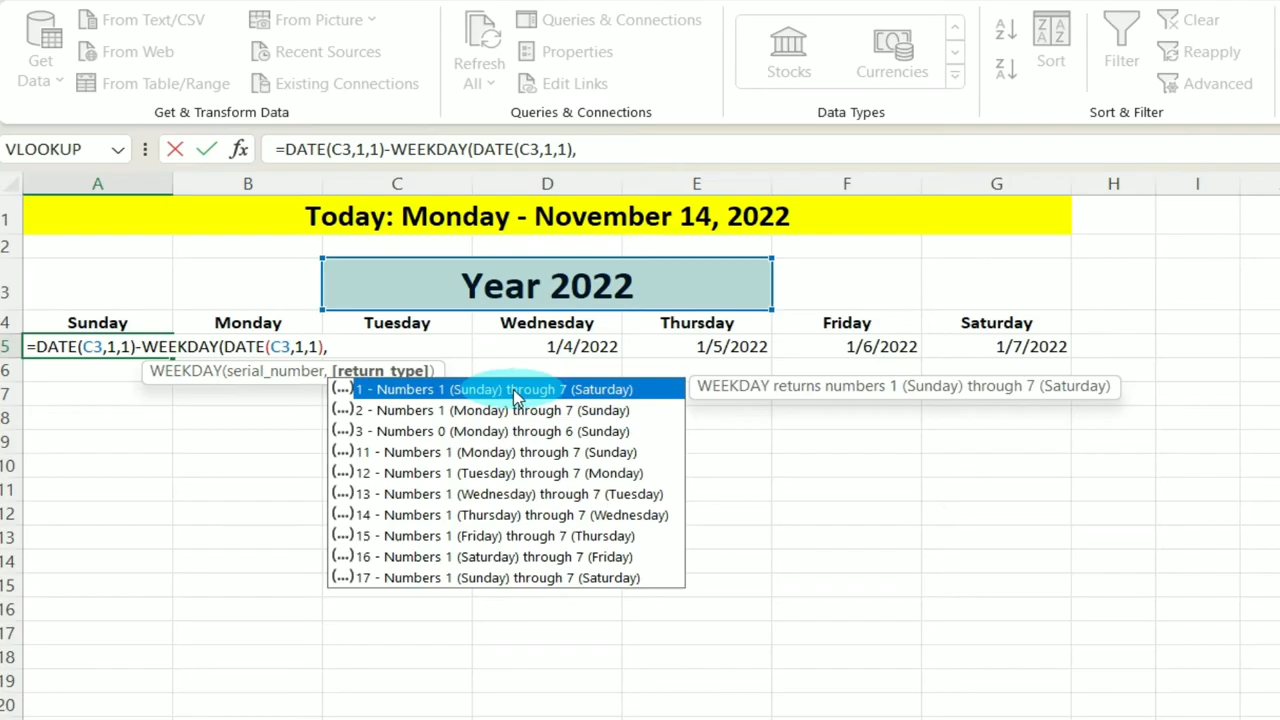 From Text/CSV
From Picture
Queries & Connections
Clear
Get
Data
From Web
Recent Sources
Refresh
All
Properties
Stocks
Currencies
Sort
Filter
Reapply
From Table/Range
Existing Connections
Edit Links
Advanced
Get & Transform Data
Queries & Connections
Data Types
Sort & Filter
VLOOKUP
fx
=DATE(C3,1,1)-WEEKDAY(DATE(C3,1,1),
A B C D E F G H I
1 Today: Monday - November 14, 2022
2
3 Year 2022
4 Sunday Monday Tuesday Wednesday Thursday Friday Saturday
5 =DATE(C3,1,1)-WEEKDAY(DATE(C3,1,1), 1/4/2022 1/5/2022 1/6/2022 1/7/2022
6 WEEKDAY(serial_number, [return_type])
7 (...) 1 - Numbers 1 (Sunday) through 7 (Saturday) WEEKDAY returns numbers 1 (Sunday) through 7 (Saturday)
8 (...) 2 - Numbers 1 (Monday) through 7 (Sunday)
9 (...) 3 - Numbers 0 (Monday) through 6 (Sunday)
10 (...) 11 - Numbers 1 (Monday) through 7 (Sunday)
11 (...) 12 - Numbers 1 (Tuesday) through 7 (Monday)
12 (...) 13 - Numbers 1 (Wednesday) through 7 (Tuesday)
13 (...) 14 - Numbers 1 (Thursday) through 7 (Wednesday)
14 (...) 15 - Numbers 1 (Friday) through 7 (Thursday)
15 (...) 16 - Numbers 1 (Saturday) through 7 (Friday)
(...) 17 - Numbers 1 (Sunday) through 7 (Saturday)
16
17
18
19
20